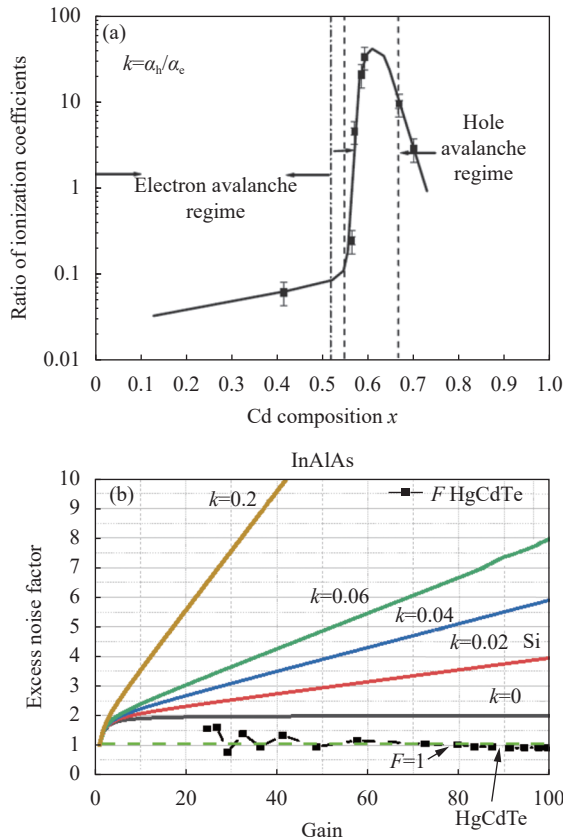 (a)
k=αh/αe
Ratio of ionization coefficients
100
10
1
0.1
0.01
Electron avalanche
regime
Hole
avalanche
regime
0 0.1 0.2 0.3 0.4 0.5 0.6 0.7 0.8 0.9 1.0
Cd composition x
InAlAs
(b)
F HgCdTe
Excess noise factor
10
9
8
7
6
5
4
3
2
1
0
k=0.2
k=0.06
k=0.04
k=0.02 Si
k=0
F=1
HgCdTe
0 20 40 60 80 100
Gain